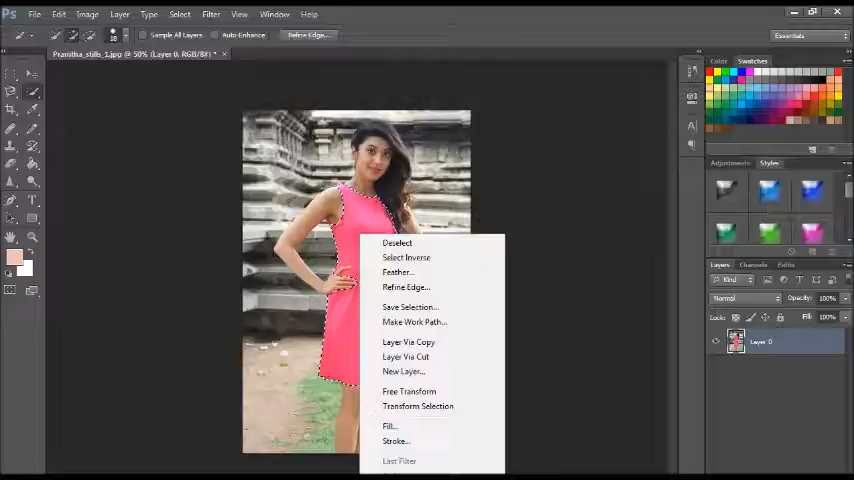 Ps File Edit Image Layer Type Select Filter View Window Help
18 Sample All Layers Auto-Enhance Refine Edge... Essentials
Pranitha_stills_1.jpg @ 50% (Layer 0, RGB/8#) * ×
Color Swatches
Adjustments Styles
Deselect
Select Inverse
Feather...
Refine Edge...
Save Selection...
Make Work Path...
Layer Via Copy
Layer Via Cut
New Layer...
Free Transform
Transform Selection
Fill...
Stroke...
Last Filter
Layers Channels Paths
Kind
Normal Opacity: 100%
Lock: Fill: 100%
Layer 0